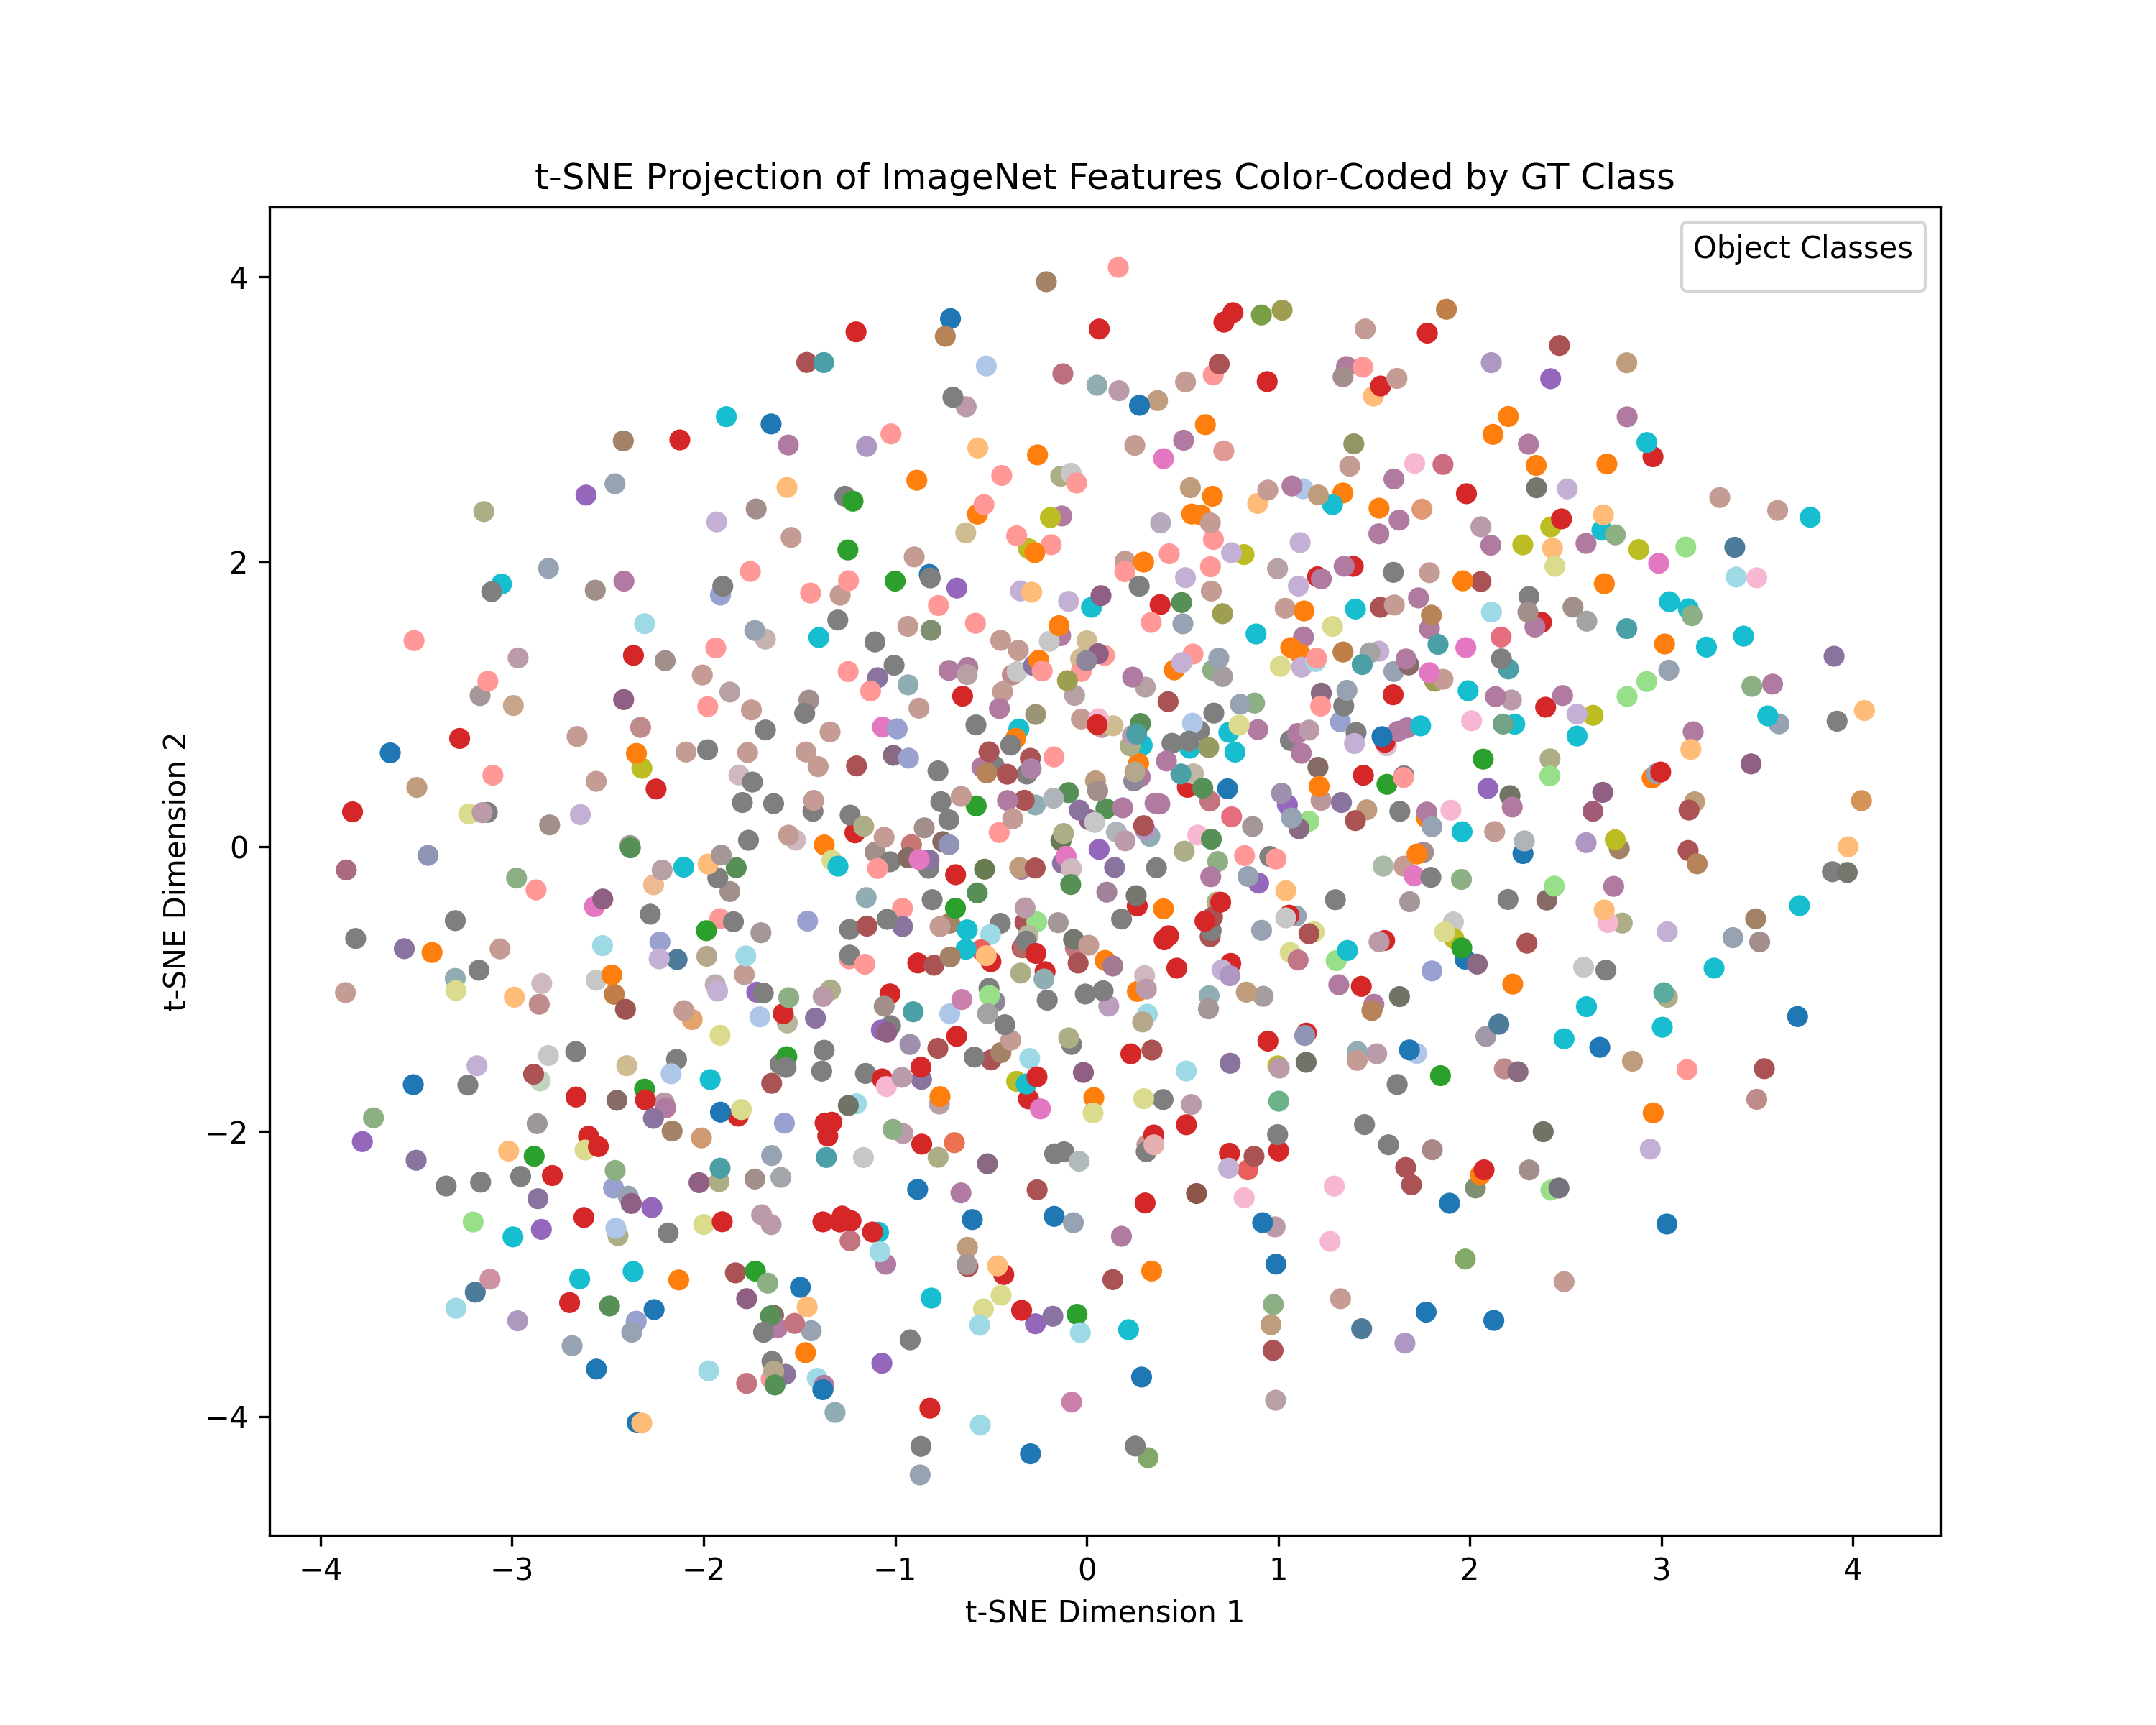 t-SNE Projection of ImageNet Features Color-Coded by GT Class
Object Classes
4
2
0
−2
−4
t-SNE Dimension 2
−4 −3 −2 −1 0 1 2 3 4
t-SNE Dimension 1